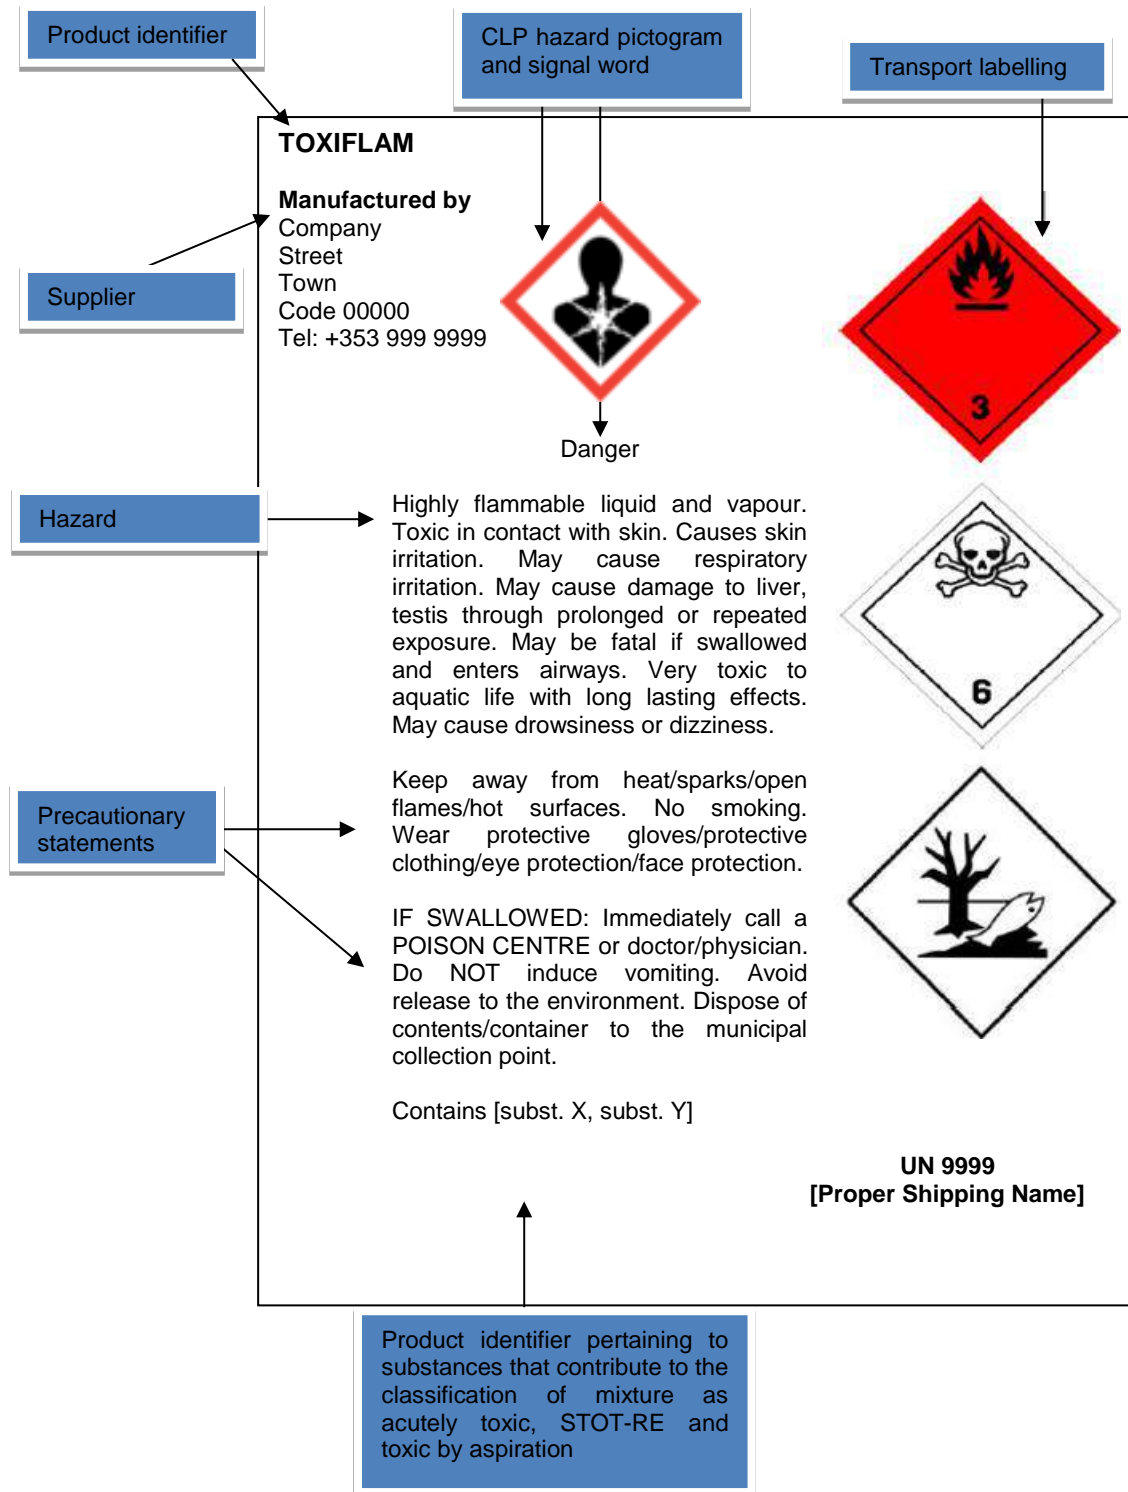 Product identifier
CLP hazard pictogram
and signal word
Transport labelling
TOXIFLAM
Manufactured by
Company
Street
Town
Code 00000
Tel: +353 999 9999
Supplier
3
Danger
Hazard
Highly flammable liquid and vapour.
Toxic in contact with skin. Causes skin
irritation. May cause respiratory
irritation. May cause damage to liver,
testis through prolonged or repeated
exposure. May be fatal if swallowed
and enters airways. Very toxic to
aquatic life with long lasting effects.
May cause drowsiness or dizziness.
6
Precautionary
statements
Keep away from heat/sparks/open
flames/hot surfaces. No smoking.
Wear protective gloves/protective
clothing/eye protection/face protection.
IF SWALLOWED: Immediately call a
POISON CENTRE or doctor/physician.
Do NOT induce vomiting. Avoid
release to the environment. Dispose of
contents/container to the municipal
collection point.
Contains [subst. X, subst. Y]
UN 9999
[Proper Shipping Name]
Product identifier pertaining to
substances that contribute to the
classification of mixture as
acutely toxic, STOT-RE and
toxic by aspiration